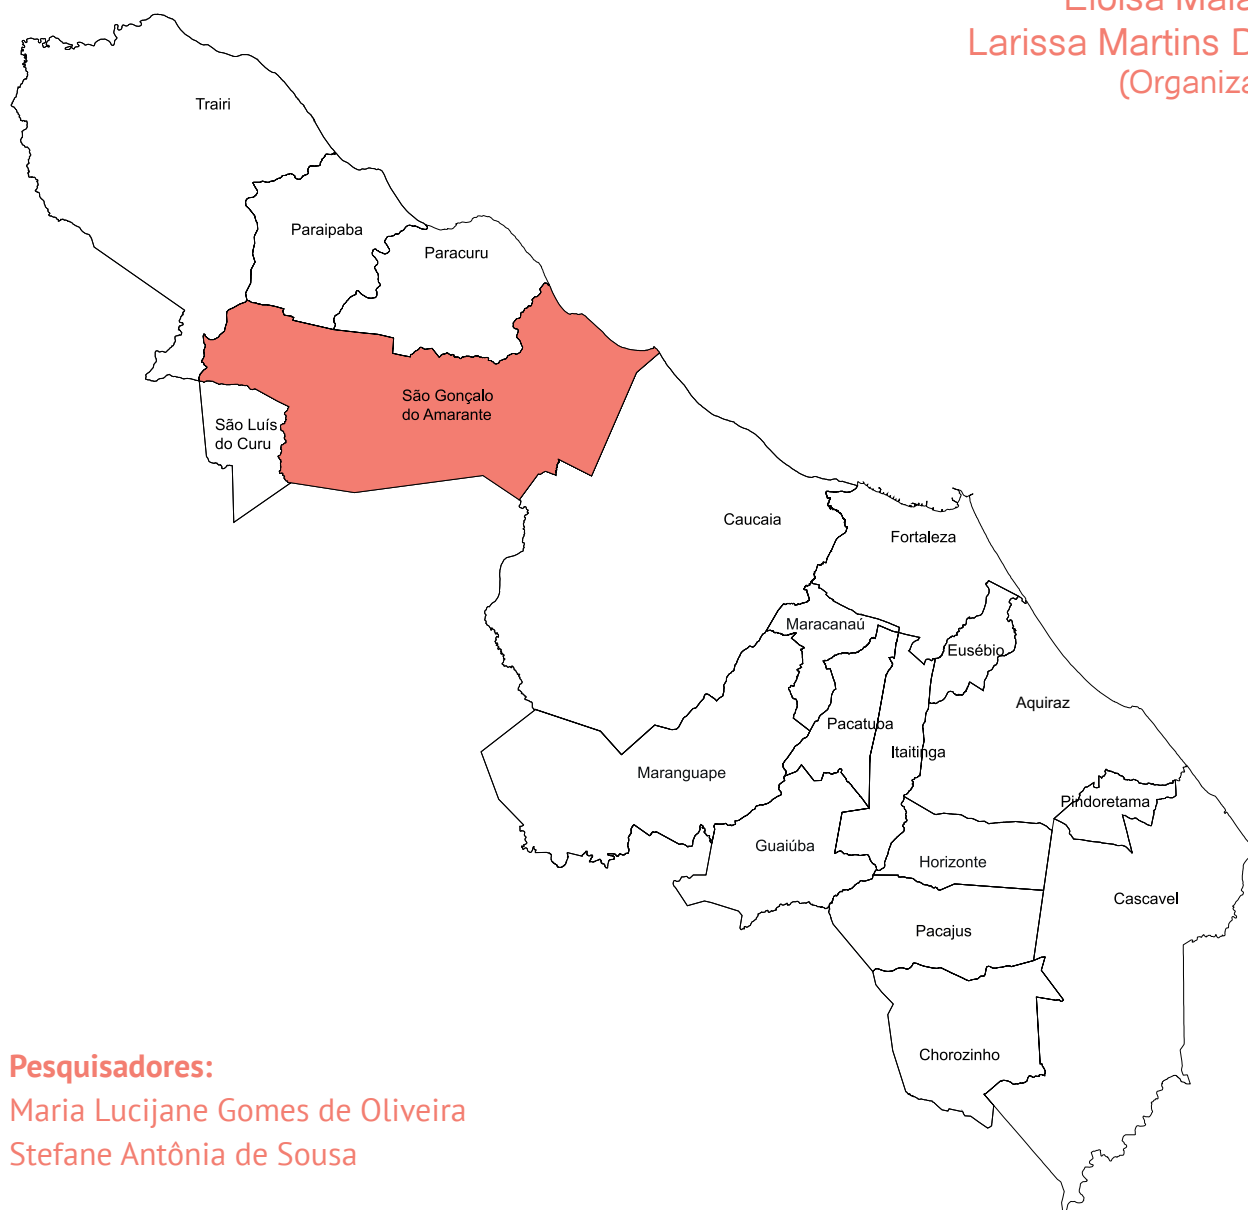 Eloisa Maia
Larissa Martins D
(Organiza
Trairi
Paraipaba
Paracuru
São Gonçalo
do Amarante
São Luís
do Curu
Caucaia
Fortaleza
Maracanaú
Eusébio
Aquiraz
Pacatuba
Itaitinga
Maranguape
Pindoretama
Guaiúba
Horizonte
Cascavel
Pacajus
Chorozinho
Pesquisadores:
Maria Lucijane Gomes de Oliveira
Stefane Antônia de Sousa